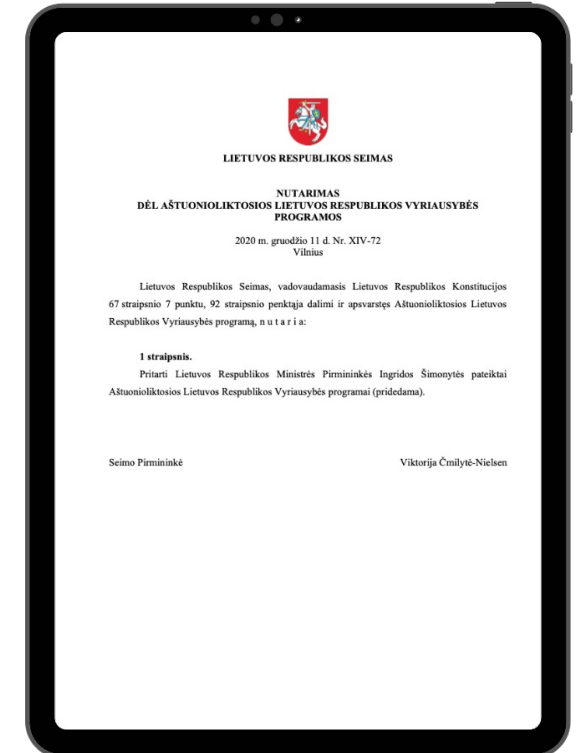 LIETUVOS RESPUBLIKOS SEIMAS
NUTARIMAS
DĖL AŠTUONIOLIKTOSIOS LIETUVOS RESPUBLIKOS VYRIAUSYBĖS
PROGRAMOS
2020 m. gruodžio 11 d. Nr. XIV-72
Vilnius
Lietuvos Respublikos Seimas, vadovaudamasis Lietuvos Respublikos Konstitucijos
67 straipsnio 7 punktu, 92 straipsnio penktąja dalimi ir apsvarstęs Aštuonioliktosios Lietuvos
Respublikos Vyriausybės programą, n u t a r i a:
1 straipsnis.
Pritarti Lietuvos Respublikos Ministrės Pirmininkės Ingridos Šimonytės pateiktai
Aštuonioliktosios Lietuvos Respublikos Vyriausybės programai (pridedama).
Seimo Pirmininkė Viktorija Čmilytė-Nielsen